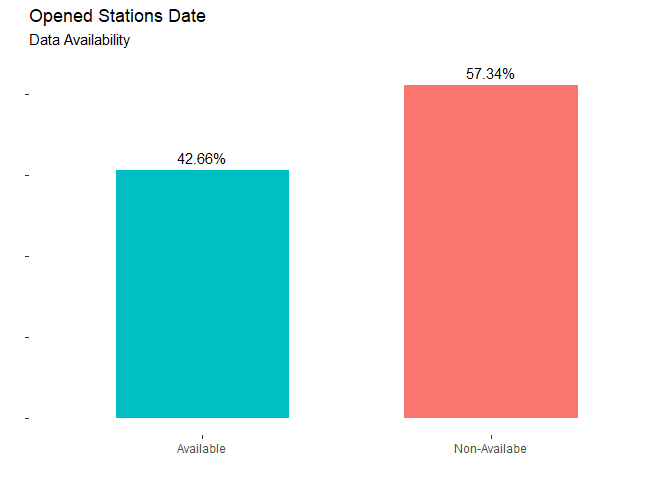 Opened Stations Date
Data Availability
57.34%
42.66%
Available
Non-Availabe